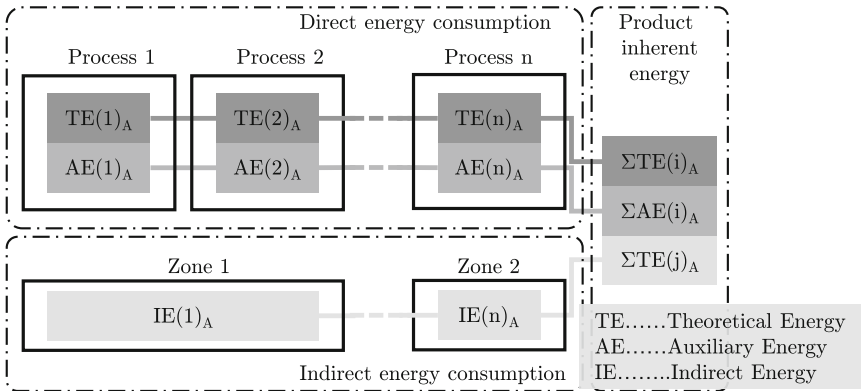 Direct energy consumption
Process 1
Process 2
Process n
TE(1)A
TE(2)A
TE(n)A
AE(1)A
AE(2)A
AE(n)A
Product
inherent
energy
ΣTE(i)A
ΣAE(i)A
ΣTE(j)A
Zone 1
Zone 2
IE(1)A
IE(n)A
Indirect energy consumption
TE......Theoretical Energy
AE......Auxiliary Energy
IE........Indirect Energy